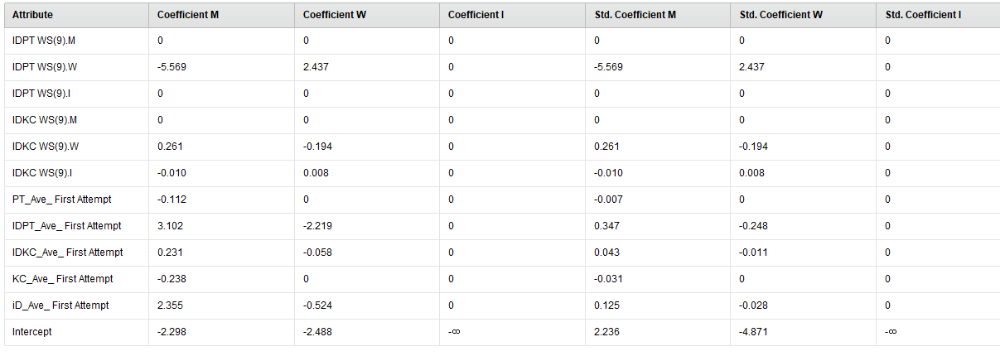 Attribute Coefficient M Coefficient W Coefficient I Std. Coefficient M Std. Coefficient W Std. Coefficient I
IDPT WS(9).M 0 0 0 0 0 0
IDPT WS(9).W -5.569 2.437 0 -5.569 2.437 0
IDPT WS(9).I 0 0 0 0 0 0
IDKC WS(9).M 0 0 0 0 0 0
IDKC WS(9).W 0.261 -0.194 0 0.261 -0.194 0
IDKC WS(9).I -0.010 0.008 0 -0.010 0.008 0
PT_Ave_ First Attempt -0.112 0 0 -0.007 0 0
IDPT_Ave_ First Attempt 3.102 -2.219 0 0.347 -0.248 0
IDKC_Ave_ First Attempt 0.231 -0.058 0 0.043 -0.011 0
KC_Ave_ First Attempt -0.238 0 0 -0.031 0 0
iD_Ave_ First Attempt 2.355 -0.524 0 0.125 -0.028 0
Intercept -2.298 -2.488 -∞ 2.236 -4.871 -∞